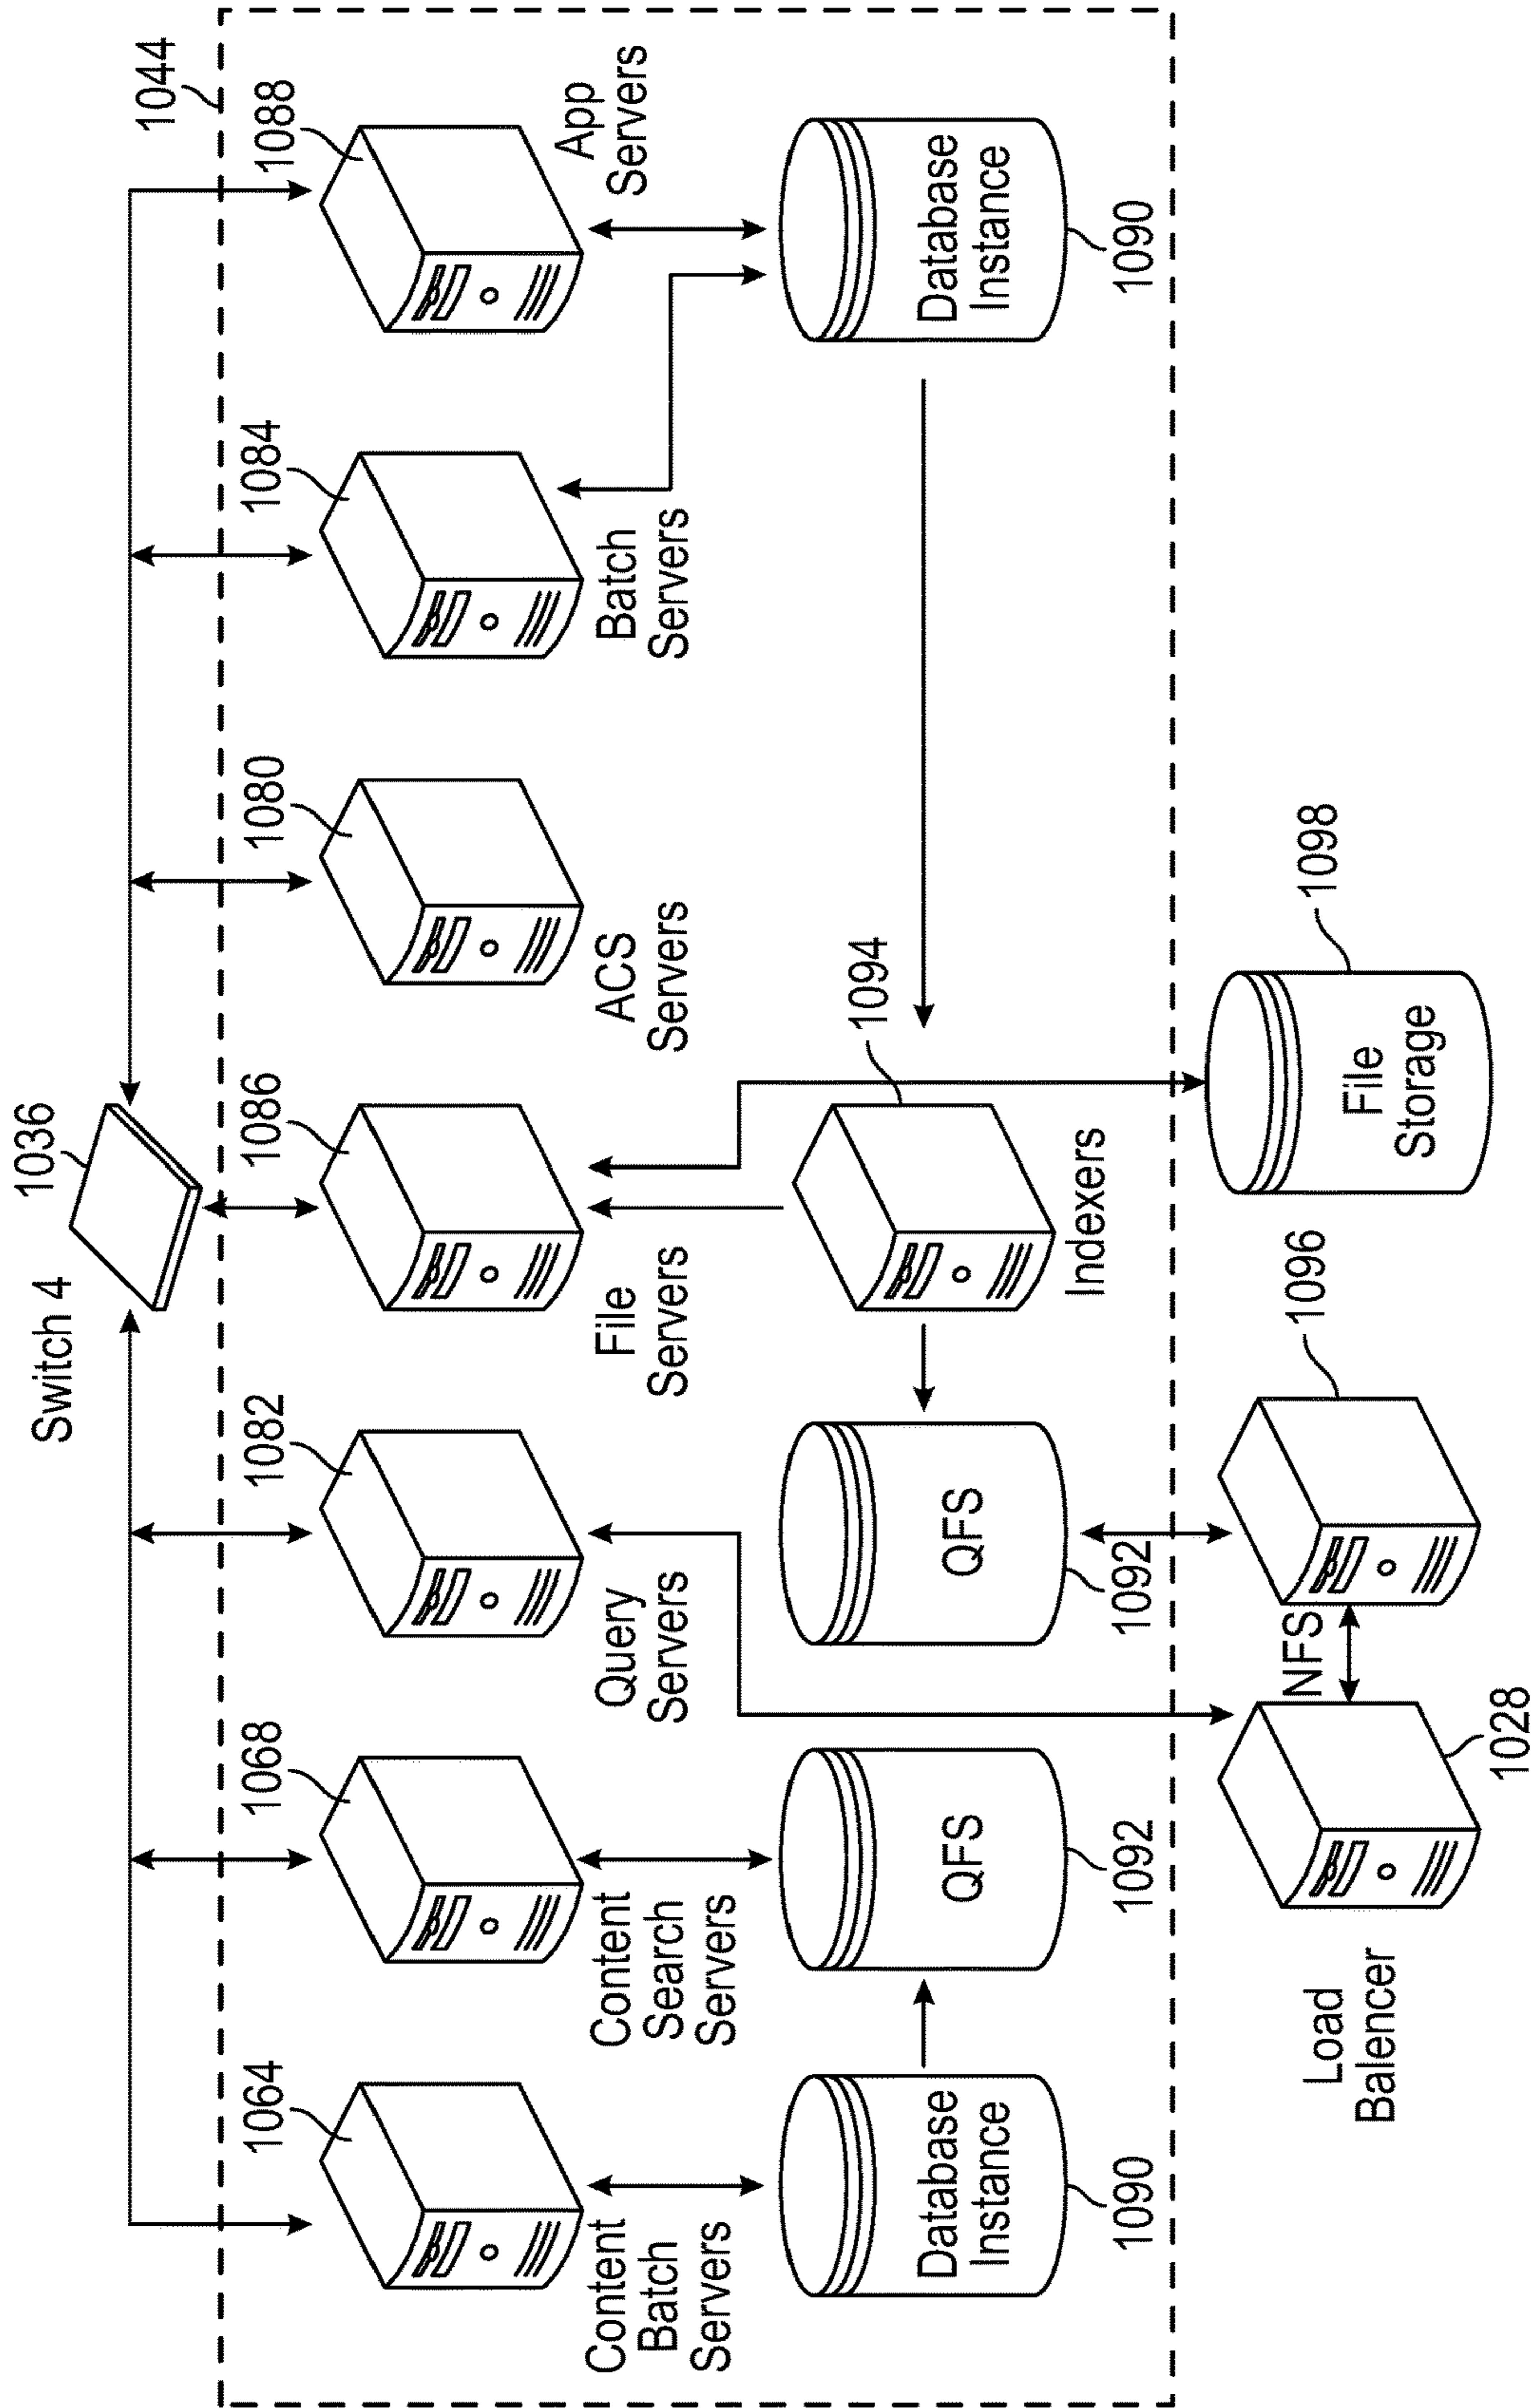 Switch 4
1036
1044
1064
1068
1082
1086
1080
1084
1088
Content
Batch
Servers
Content
Search
Servers
Query
Servers
File
Servers
ACS
Servers
Batch
Servers
App
Servers
1094
Database
Instance
QFS
QFS
Indexers
Database
Instance
1090
1092
1092
1090
Load
Balencer
NFS
1028
1096
File
Storage
1098